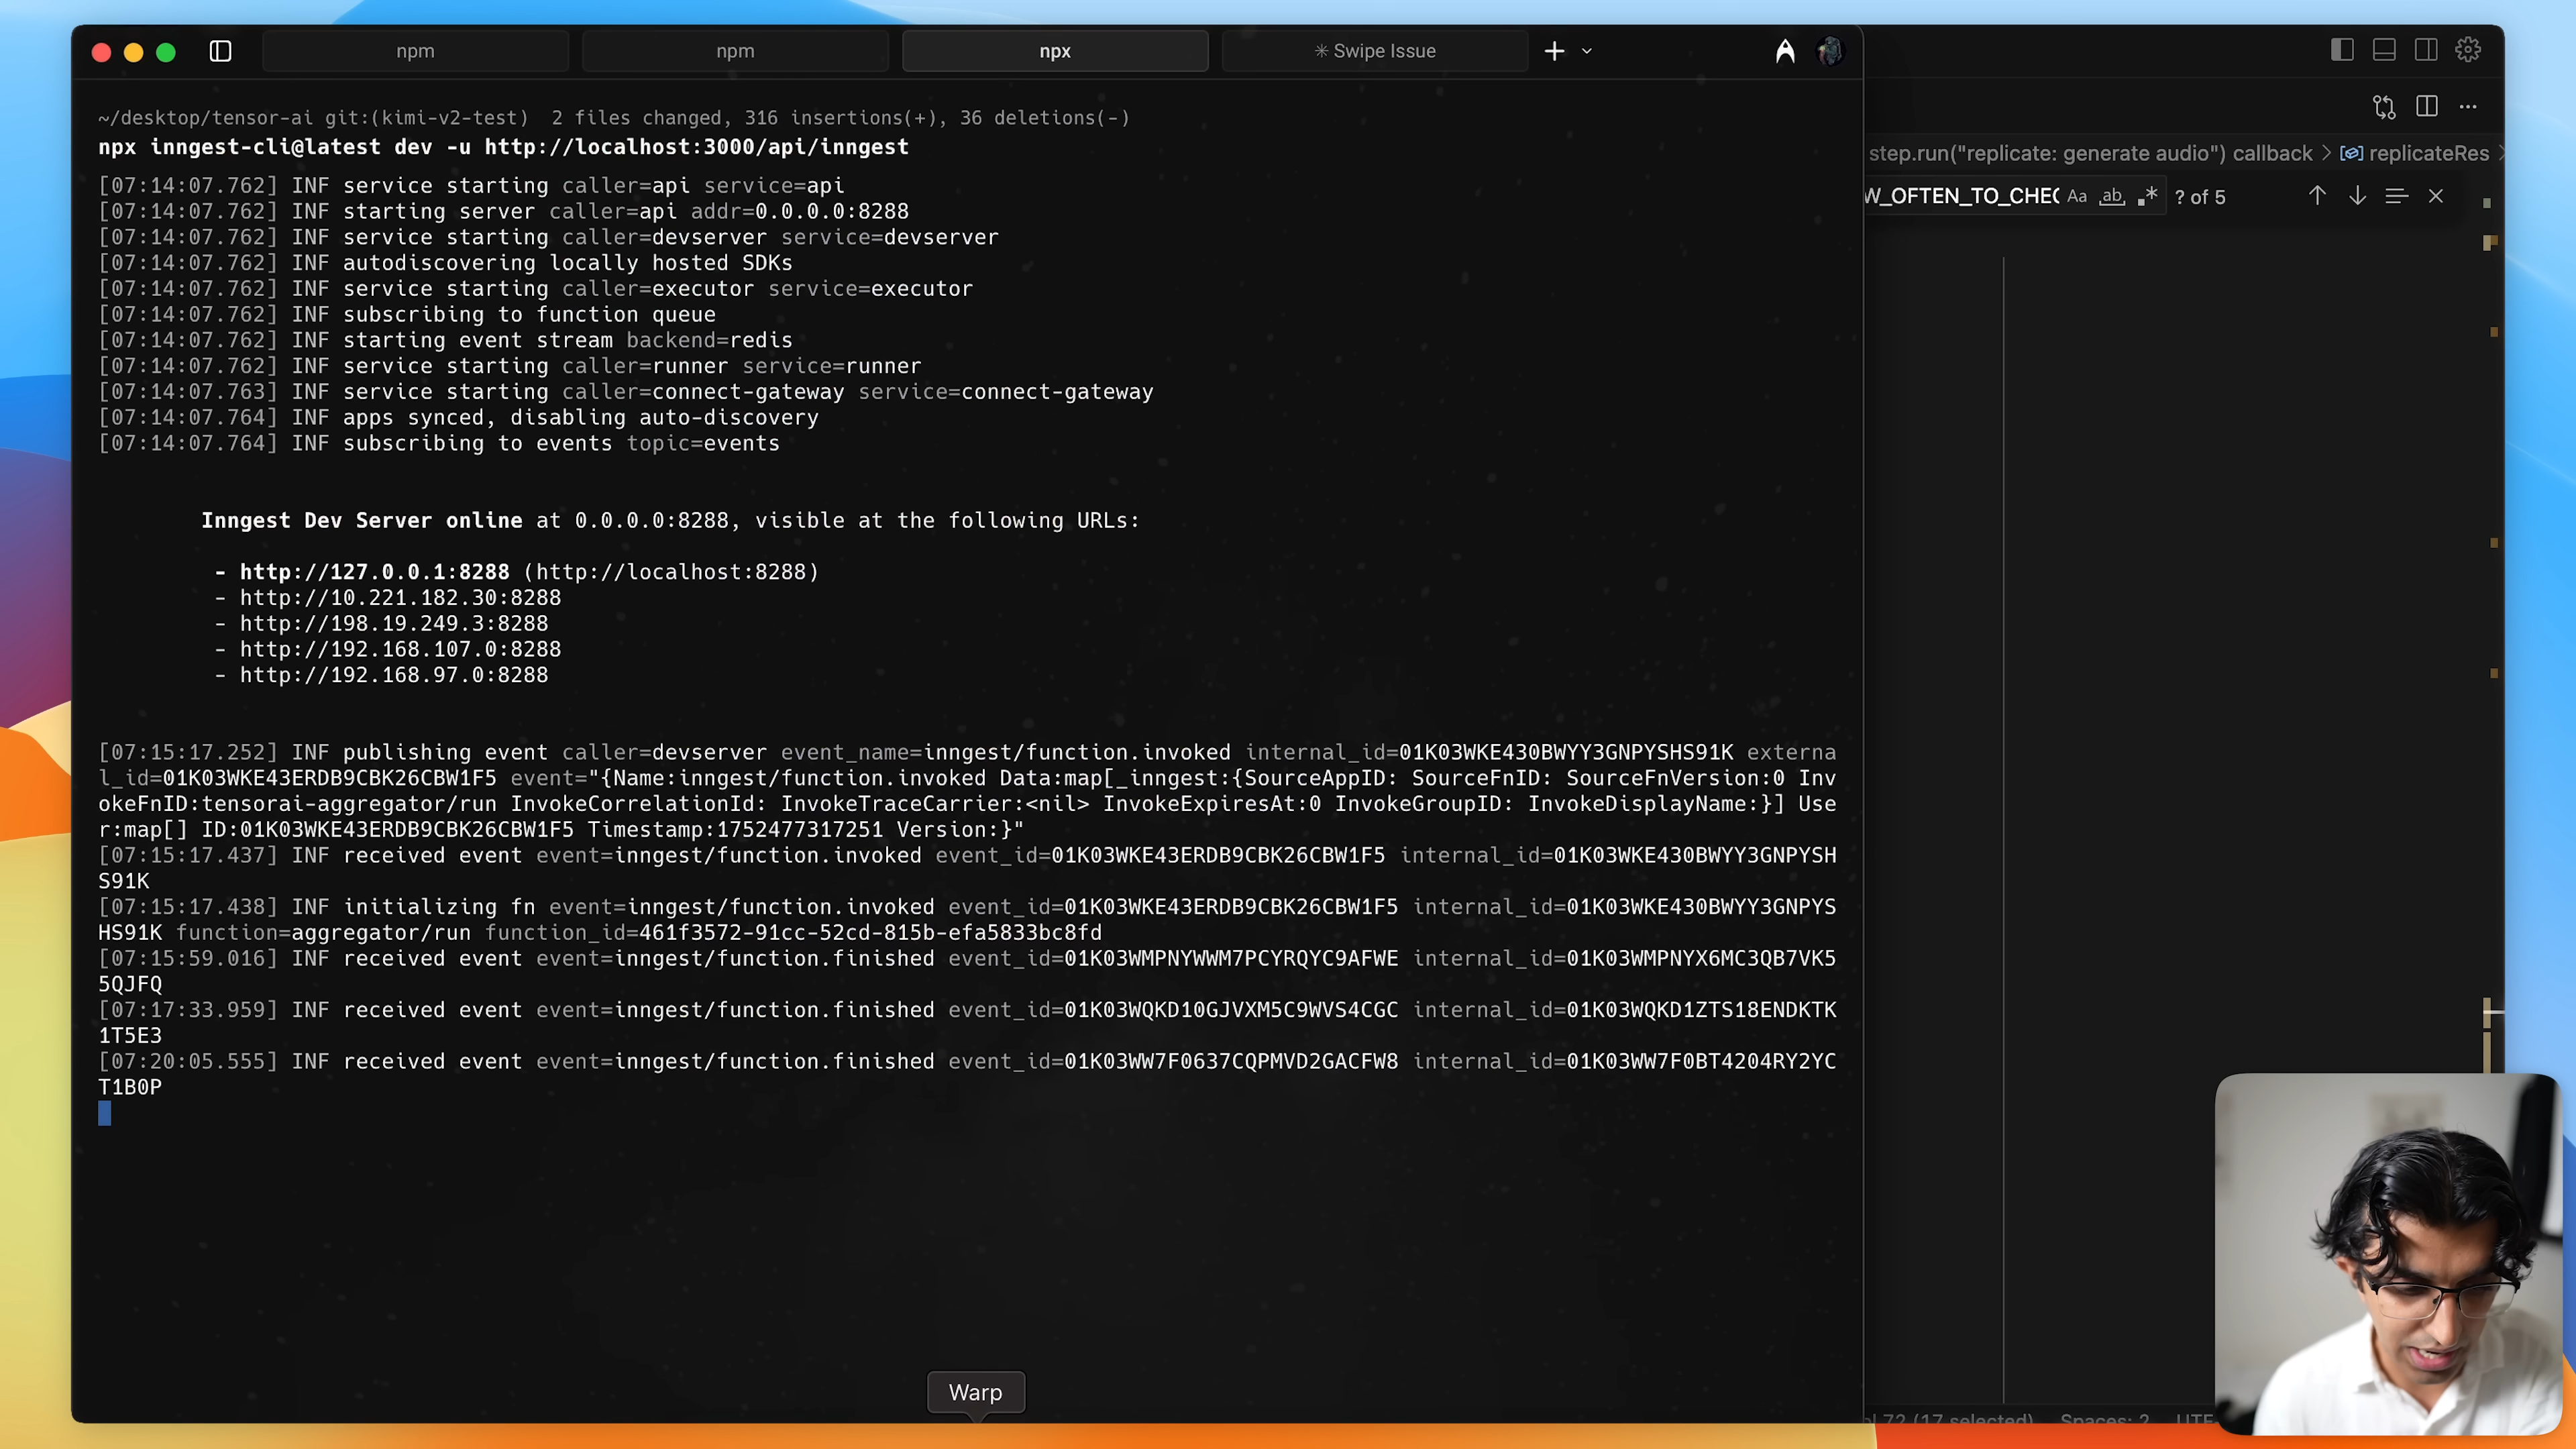 npm
npm
npx
✳ Swipe Issue
~/desktop/tensor-ai git:(kimi-v2-test)  2 files changed, 316 insertions(+), 36 deletions(-)
npx inngest-cli@latest dev -u http://localhost:3000/api/inngest
[07:14:07.762] INF service starting caller=api service=api
[07:14:07.762] INF starting server caller=api addr=0.0.0.0:8288
[07:14:07.762] INF service starting caller=devserver service=devserver
[07:14:07.762] INF autodiscovering locally hosted SDKs
[07:14:07.762] INF service starting caller=executor service=executor
[07:14:07.762] INF subscribing to function queue
[07:14:07.762] INF starting event stream backend=redis
[07:14:07.762] INF service starting caller=runner service=runner
[07:14:07.763] INF service starting caller=connect-gateway service=connect-gateway
[07:14:07.764] INF apps synced, disabling auto-discovery
[07:14:07.764] INF subscribing to events topic=events
Inngest Dev Server online at 0.0.0.0:8288, visible at the following URLs:
- http://127.0.0.1:8288 (http://localhost:8288)
- http://10.221.182.30:8288
- http://198.19.249.3:8288
- http://192.168.107.0:8288
- http://192.168.97.0:8288
[07:15:17.252] INF publishing event caller=devserver event_name=inngest/function.invoked internal_id=01K03WKE430BWYY3GNPYSHS91K externa
l_id=01K03WKE43ERDB9CBK26CBW1F5 event="{Name:inngest/function.invoked Data:map[_inngest:{SourceAppID: SourceFnID: SourceFnVersion:0 Inv
okeFnID:tensorai-aggregator/run InvokeCorrelationId: InvokeTraceCarrier:<nil> InvokeExpiresAt:0 InvokeGroupID: InvokeDisplayName:}] Use
r:map[] ID:01K03WKE43ERDB9CBK26CBW1F5 Timestamp:1752477317251 Version:}"
[07:15:17.437] INF received event event=inngest/function.invoked event_id=01K03WKE43ERDB9CBK26CBW1F5 internal_id=01K03WKE430BWYY3GNPYSH
S91K
[07:15:17.438] INF initializing fn event=inngest/function.invoked event_id=01K03WKE43ERDB9CBK26CBW1F5 internal_id=01K03WKE430BWYY3GNPYS
HS91K function=aggregator/run function_id=461f3572-91cc-52cd-815b-efa5833bc8fd
[07:15:59.016] INF received event event=inngest/function.finished event_id=01K03WMPNYWWM7PCYRQYC9AFWE internal_id=01K03WMPNYX6MC3QB7VK5
5QJFQ
[07:17:33.959] INF received event event=inngest/function.finished event_id=01K03WQKD10GJVXM5C9WVS4CGC internal_id=01K03WQKD1ZTS18ENDKTK
1T5E3
[07:20:05.555] INF received event event=inngest/function.finished event_id=01K03WW7F0637CQPMVD2GACFW8 internal_id=01K03WW7F0BT4204RY2YC
T1B0P
Warp
step.run("replicate: generate audio") callback > replicateRes >
W_OFTEN_TO_CHEC Aa ab .* ? of 5
72 (17 selected) Spaces: 2 UTF